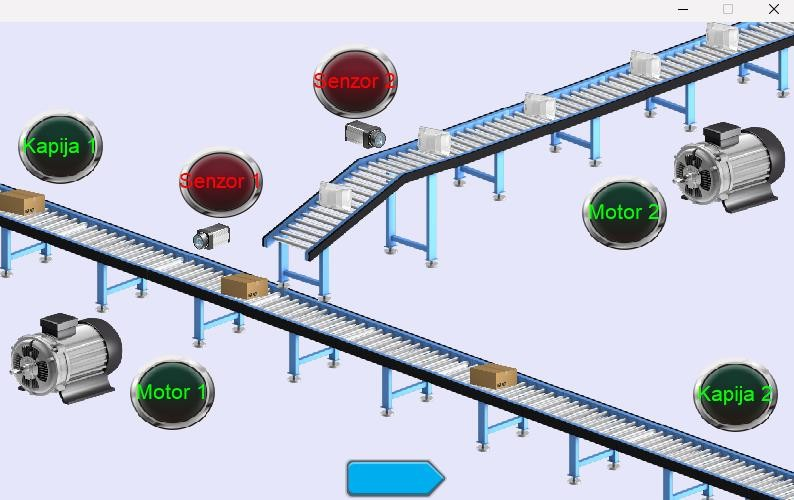 Senzor 2
Kapija 1
Senzor 1
Motor 2
Motor 1
Kapija 2